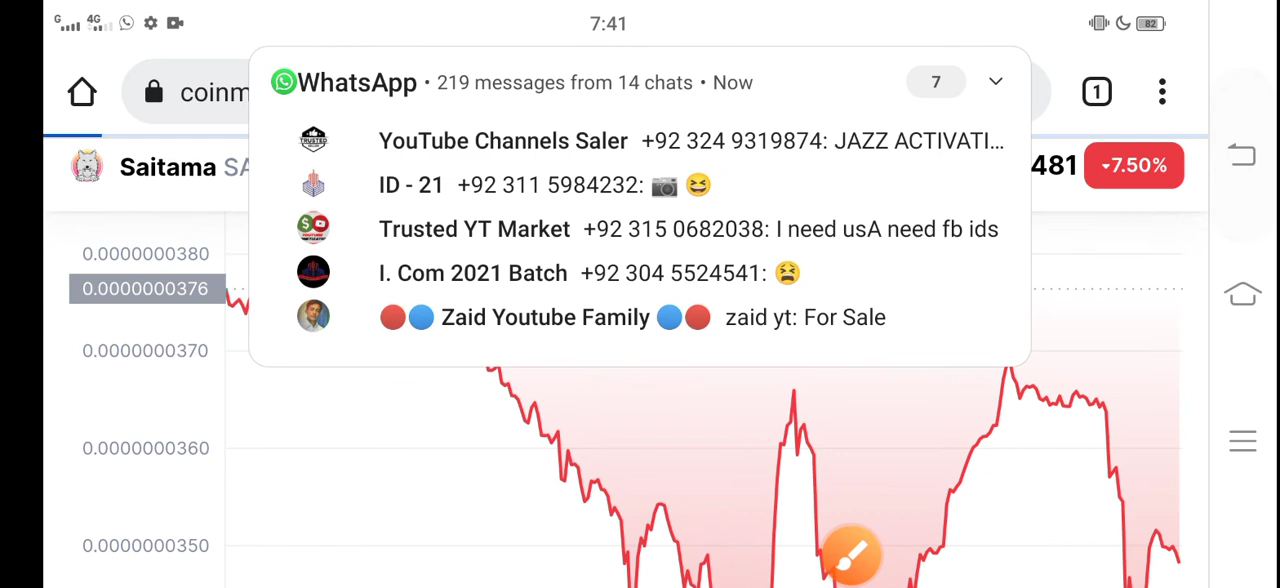 G 4G 7:41 82
coinm
1
WhatsApp • 219 messages from 14 chats • Now 7
YouTube Channels Saler +92 324 9319874: JAZZ ACTIVATI...
ID - 21 +92 311 5984232: 📷 😆
Trusted YT Market +92 315 0682038: I need usA need fb ids
I. Com 2021 Batch +92 304 5524541: 😫
🔴🔵 Zaid Youtube Family 🔵🔴 zaid yt: For Sale
Saitama SA 481 7.50%
0.0000000380
0.0000000376
0.0000000370
0.0000000360
0.0000000350